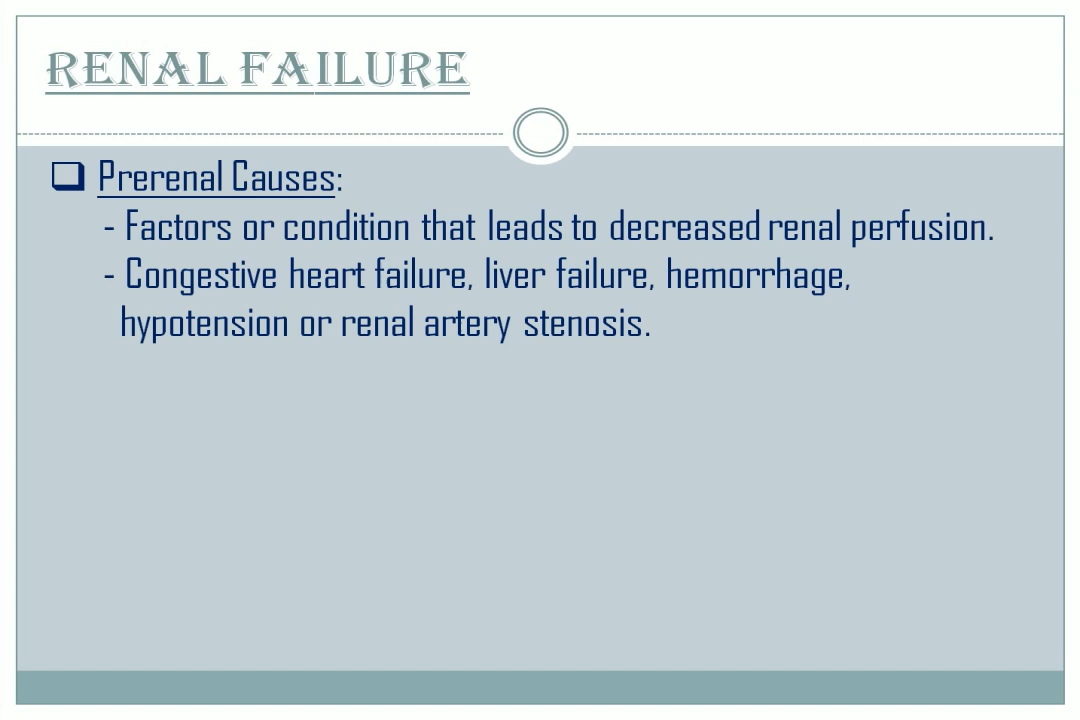 RENAL FAILURE
❑ Prerenal Causes:
- Factors or condition that leads to decreased renal perfusion.
- Congestive heart failure, liver failure, hemorrhage,
hypotension or renal artery stenosis.